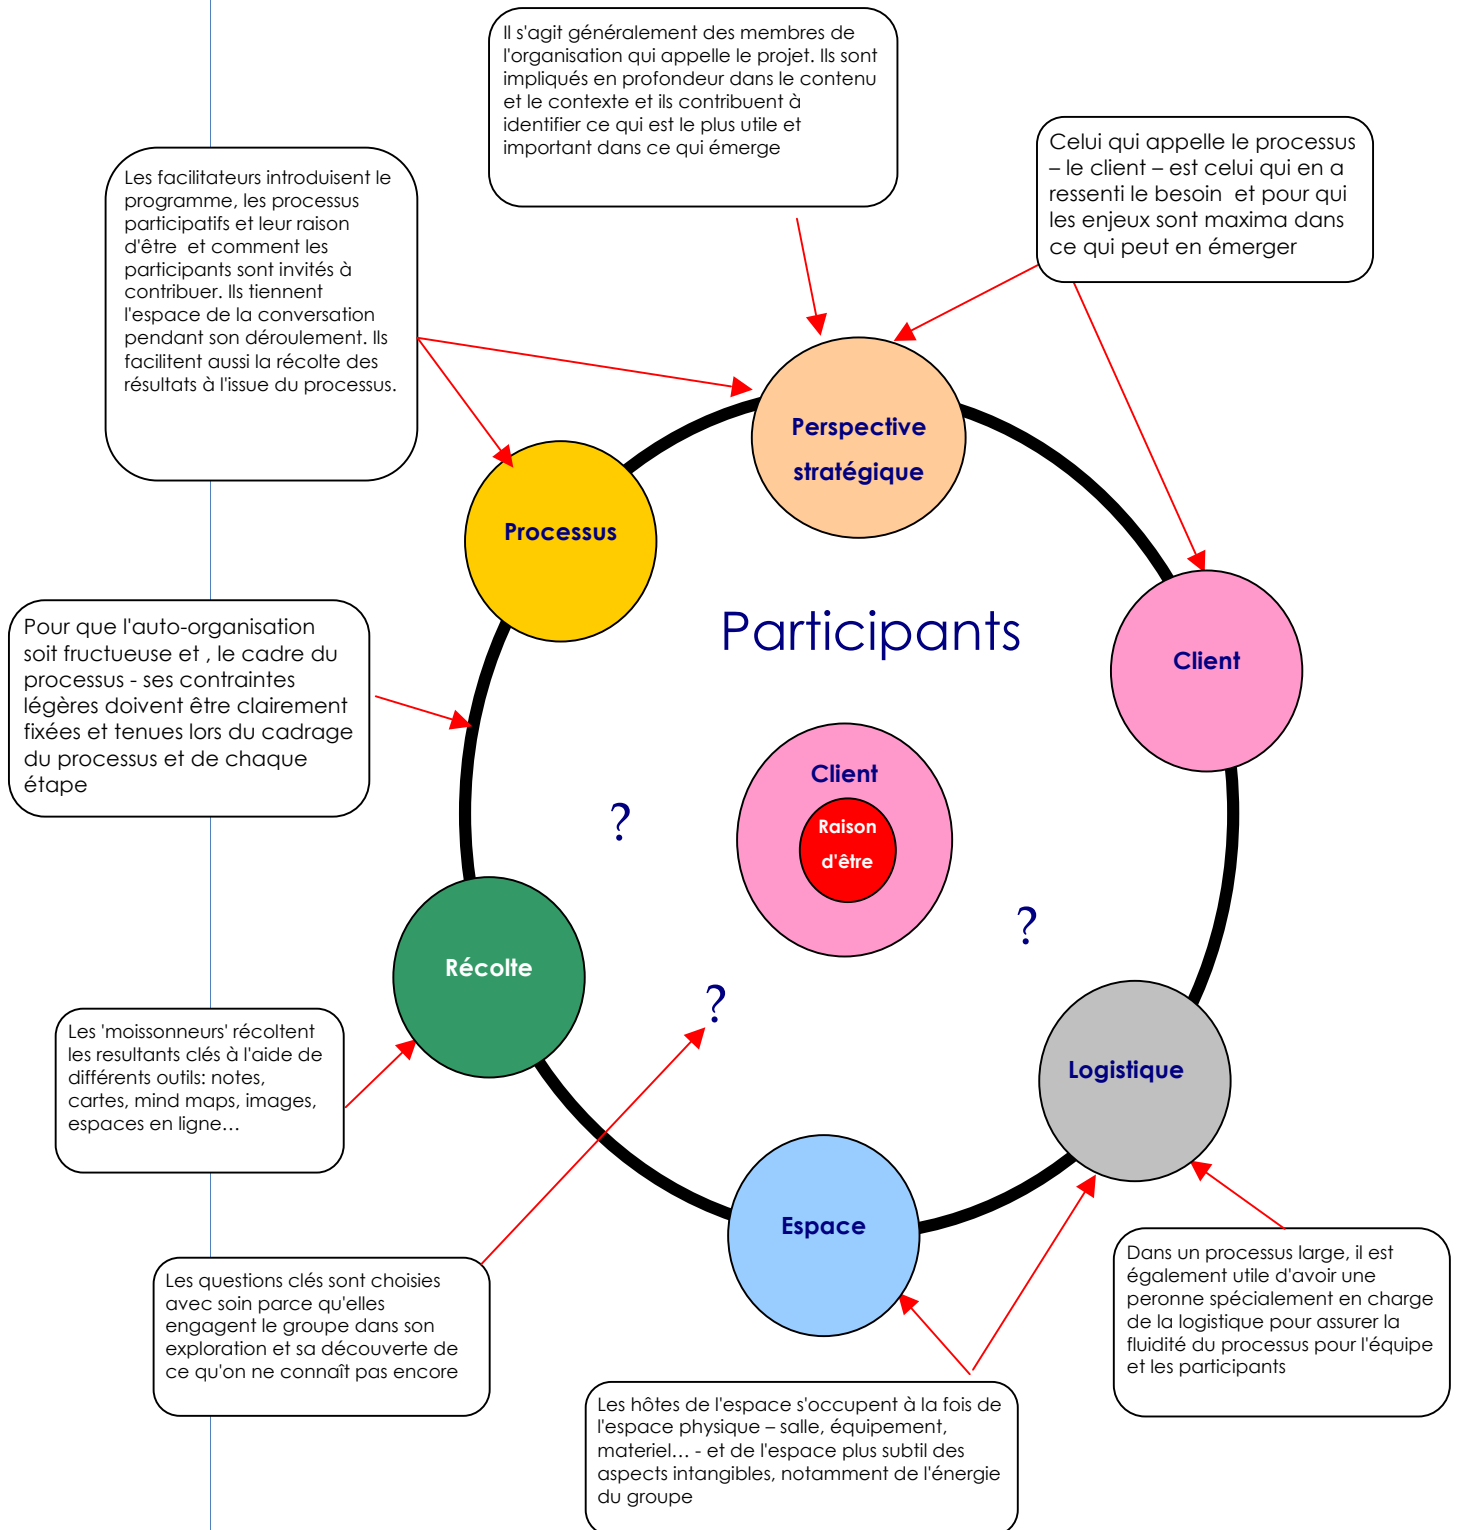 Il s'agit généralement des membres de
l'organisation qui appelle le projet. Ils sont
impliqués en profondeur dans le contenu
et le contexte et ils contribuent à
identifier ce qui est le plus utile et
important dans ce qui émerge
Celui qui appelle le processus
– le client – est celui qui en a
ressenti le besoin et pour qui
les enjeux sont maxima dans
ce qui peut en émerger
Les facilitateurs introduisent le
programme, les processus
participatifs et leur raison
d'être et comment les
participants sont invités à
contribuer. Ils tiennent
l'espace de la conversation
pendant son déroulement. Ils
facilitent aussi la récolte des
résultats à l'issue du processus.
Perspective
stratégique
Processus
Participants
Client
Pour que l'auto-organisation
soit fructueuse et , le cadre du
processus - ses contraintes
légères doivent être clairement
fixées et tenues lors du cadrage
du processus et de chaque
étape
Client
Raison
d'être
?
?
?
Récolte
Les 'moissonneurs' récoltent
les resultants clés à l'aide de
différents outils: notes,
cartes, mind maps, images,
espaces en ligne…
Logistique
Espace
Les questions clés sont choisies
avec soin parce qu'elles
engagent le groupe dans son
exploration et sa découverte de
ce qu'on ne connaît pas encore
Dans un processus large, il est
également utile d'avoir une
peronne spécialement en charge
de la logistique pour assurer la
fluidité du processus pour l'équipe
et les participants
Les hôtes de l'espace s'occupent à la fois de
l'espace physique – salle, équipement,
materiel… - et de l'espace plus subtil des
aspects intangibles, notamment de l'énergie
du groupe